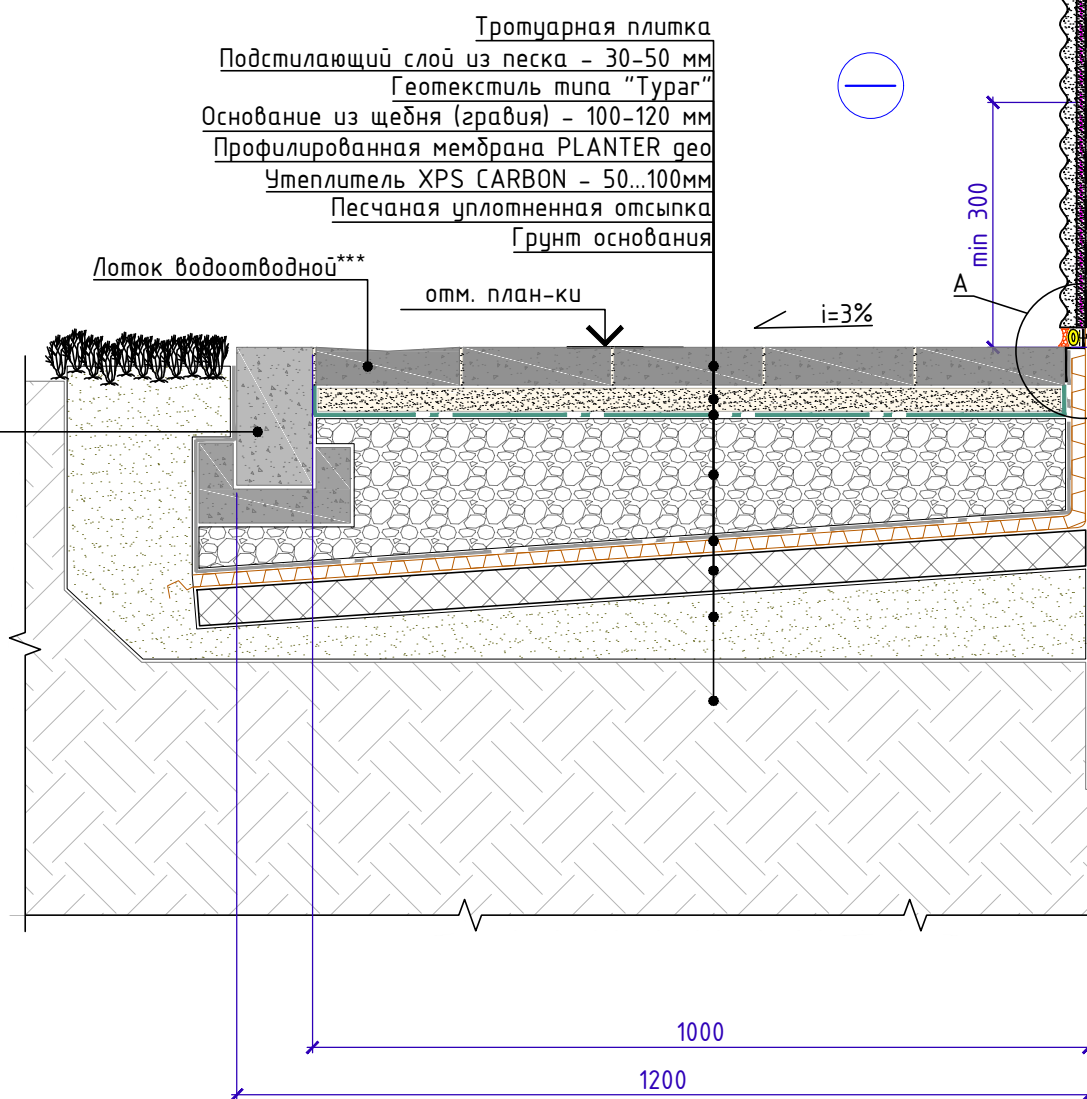 Тротуарная плитка
Подстилающий слой из песка - 30-50 мм
Геотекстиль типа "Typar"
Основание из щебня (гравия) - 100-120 мм
Профилированная мембрана PLANTER geo
Утеплитель XPS CARBON - 50...100мм
Песчаная уплотненная отсыпка
Грунт основания
Лоток водоотводной***
отм. план-ки
i=3%
min 300
А
1000
1200